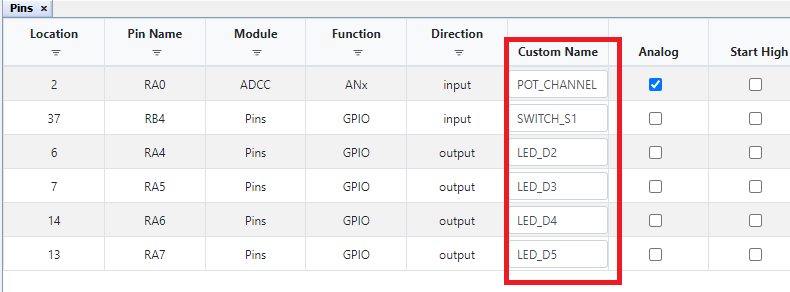 Pins ×
Location Pin Name Module Function Direction Custom Name Analog Start High
2 RA0 ADCC ANx input POT_CHANNEL
37 RB4 Pins GPIO input SWITCH_S1
6 RA4 Pins GPIO output LED_D2
7 RA5 Pins GPIO output LED_D3
14 RA6 Pins GPIO output LED_D4
13 RA7 Pins GPIO output LED_D5